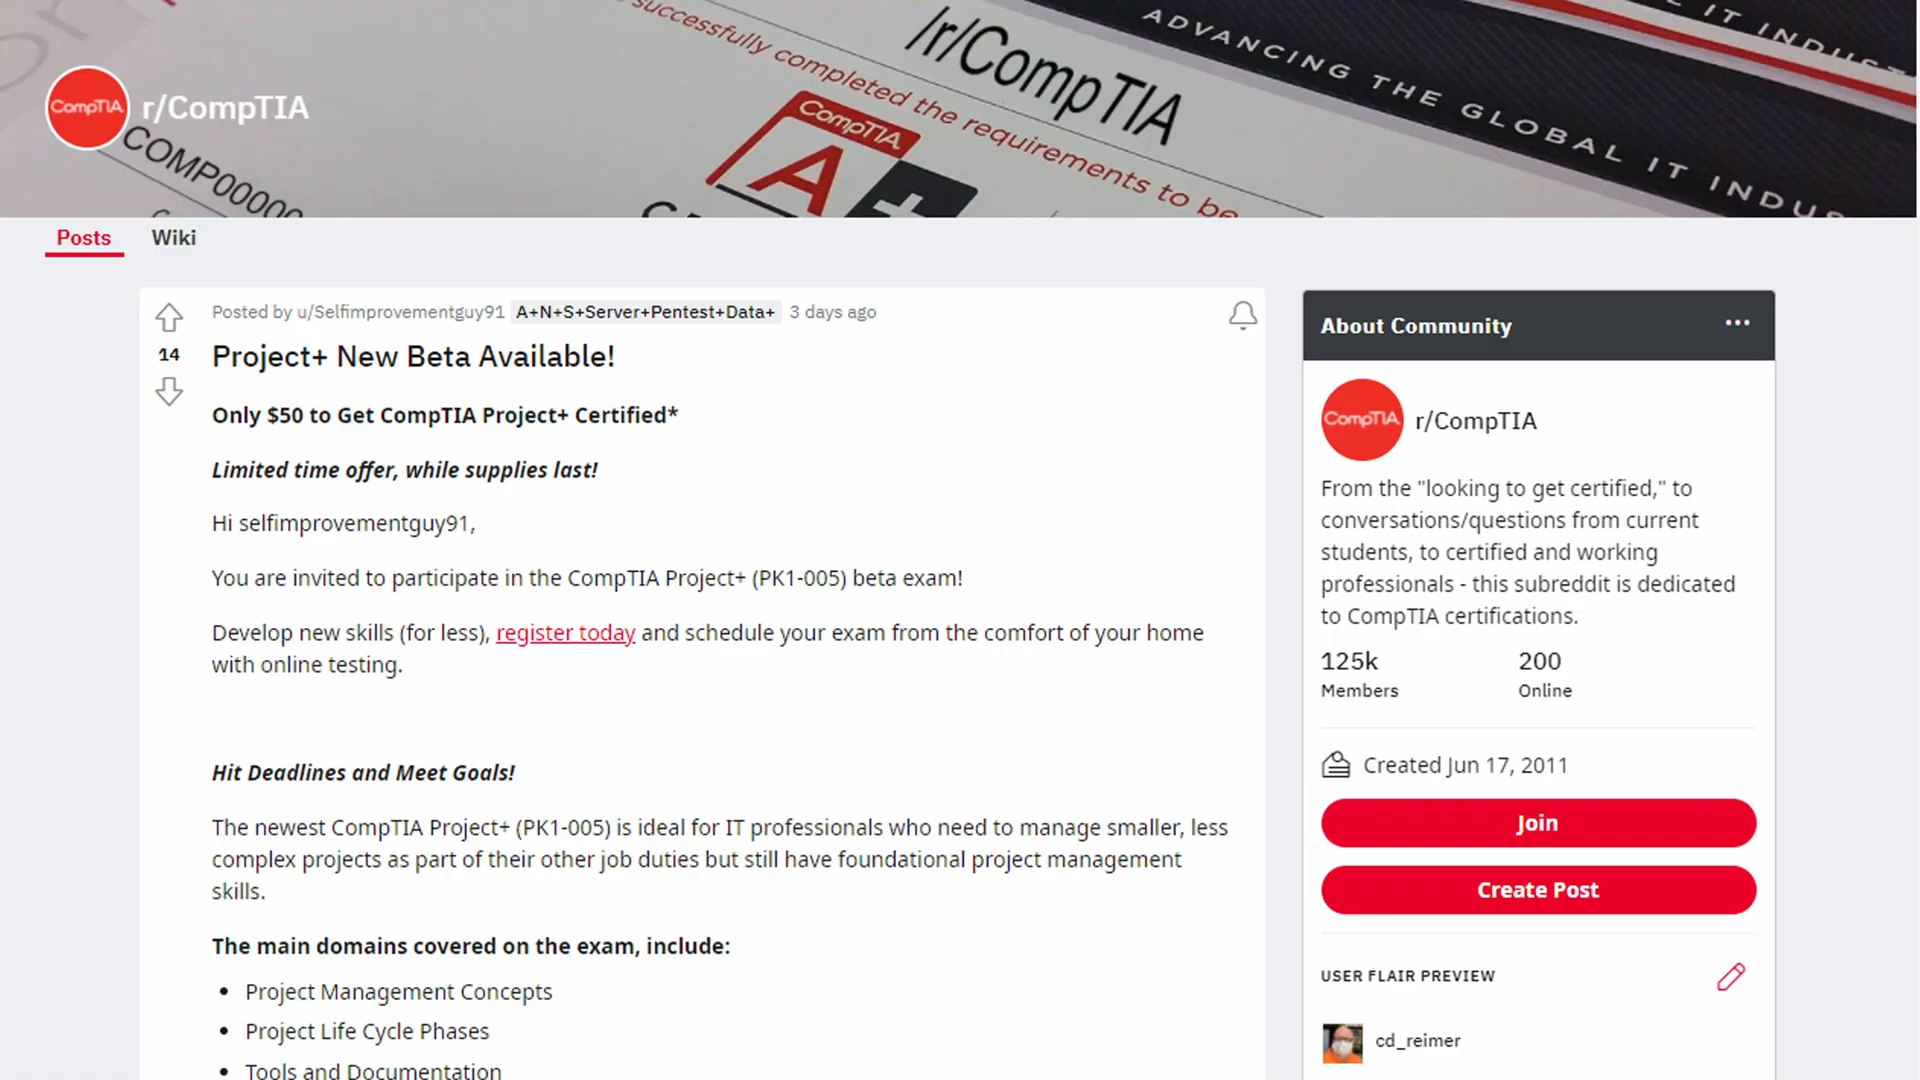 successfully completed the requirements to be
/r/CompTIA
ADVANCING THE GLOBAL IT INDUS
IT INDUST
CompTIA
r/CompTIA
COMP00000
CompTIA
A+
Posts
Wiki
Posted by u/Selfimprovementguy91 A+N+S+Server+Pentest+Data+ 3 days ago
14
Project+ New Beta Available!
Only $50 to Get CompTIA Project+ Certified*
Limited time offer, while supplies last!
Hi selfimprovementguy91,
You are invited to participate in the CompTIA Project+ (PK1-005) beta exam!
Develop new skills (for less), register today and schedule your exam from the comfort of your home
with online testing.
Hit Deadlines and Meet Goals!
The newest CompTIA Project+ (PK1-005) is ideal for IT professionals who need to manage smaller, less
complex projects as part of their other job duties but still have foundational project management
skills.
The main domains covered on the exam, include:
• Project Management Concepts
• Project Life Cycle Phases
• Tools and Documentation
About Community
CompTIA
r/CompTIA
From the "looking to get certified," to
conversations/questions from current
students, to certified and working
professionals - this subreddit is dedicated
to CompTIA certifications.
125k
Members
200
Online
Created Jun 17, 2011
Join
Create Post
USER FLAIR PREVIEW
cd_reimer